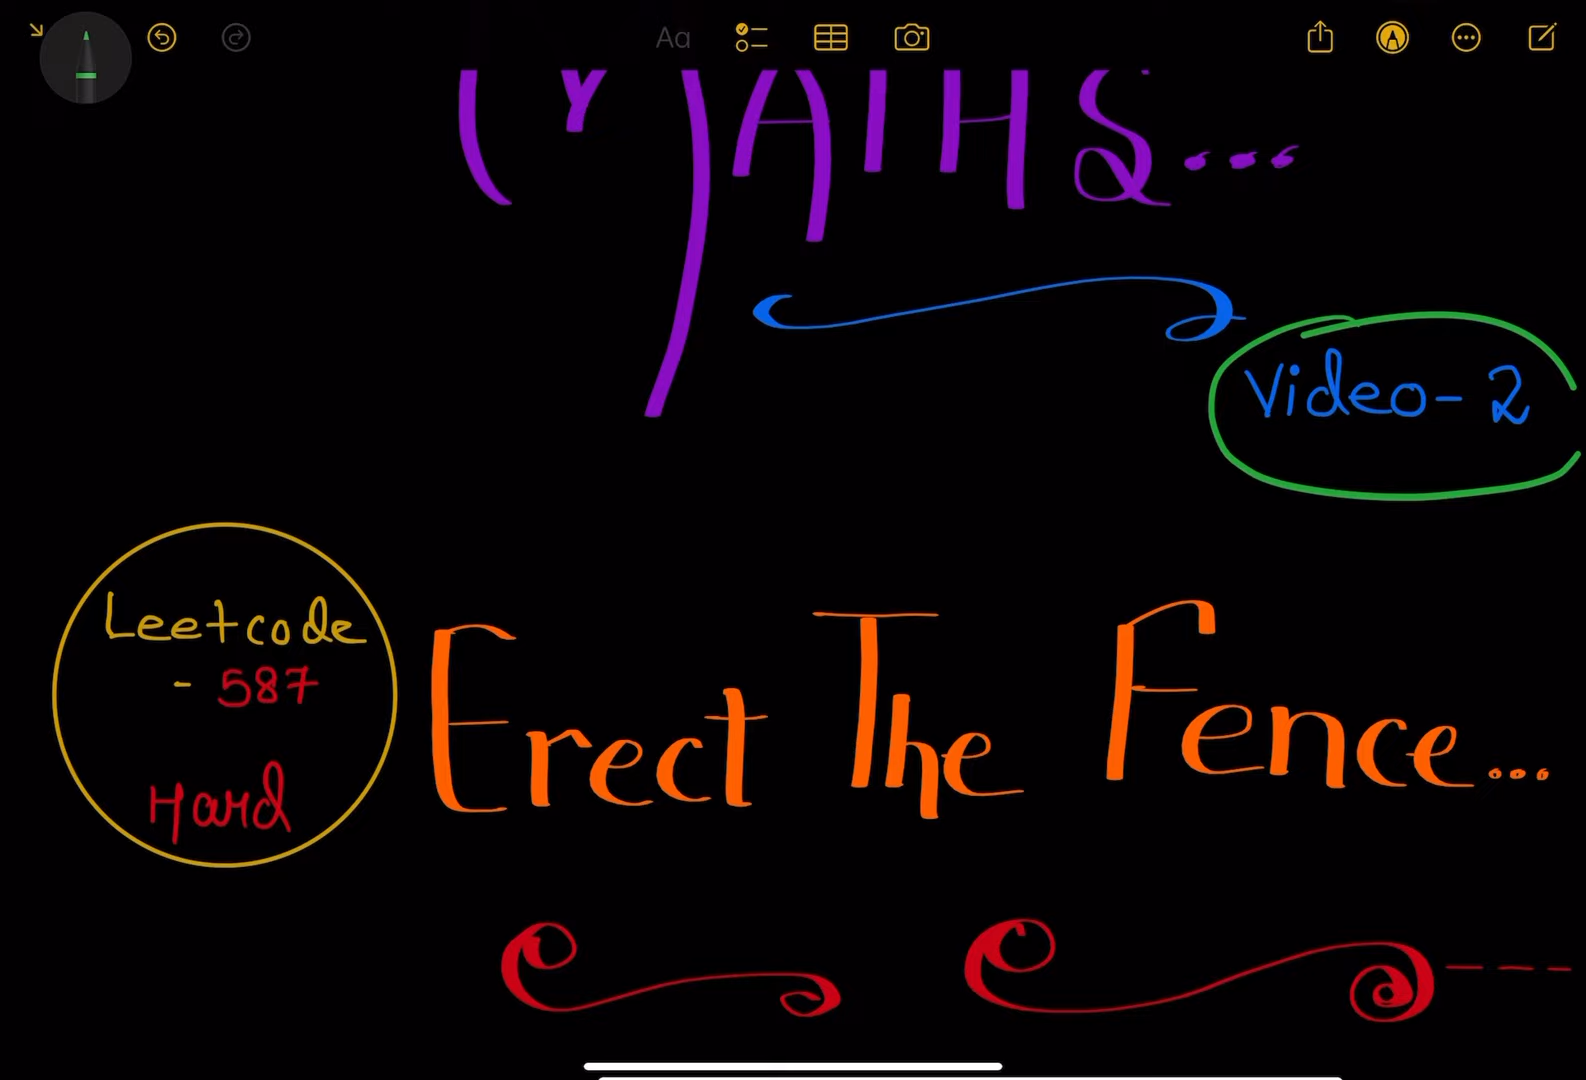 Aa
MATHS...
Video-2
Leetcode
- 587
Hard
Erect The Fence...